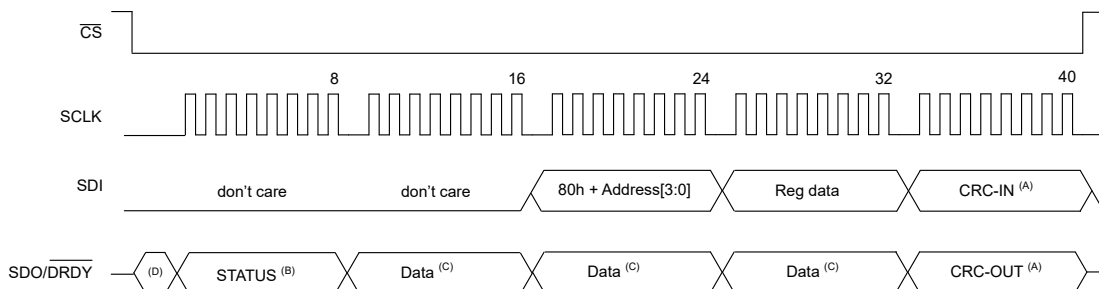 CS
8 16 24 32 40
SCLK
SDI don't care don't care 80h + Address[3:0] Reg data CRC-IN (A)
SDO/DRDY (D) STATUS (B) Data (C) Data (C) Data (C) CRC-OUT (A)